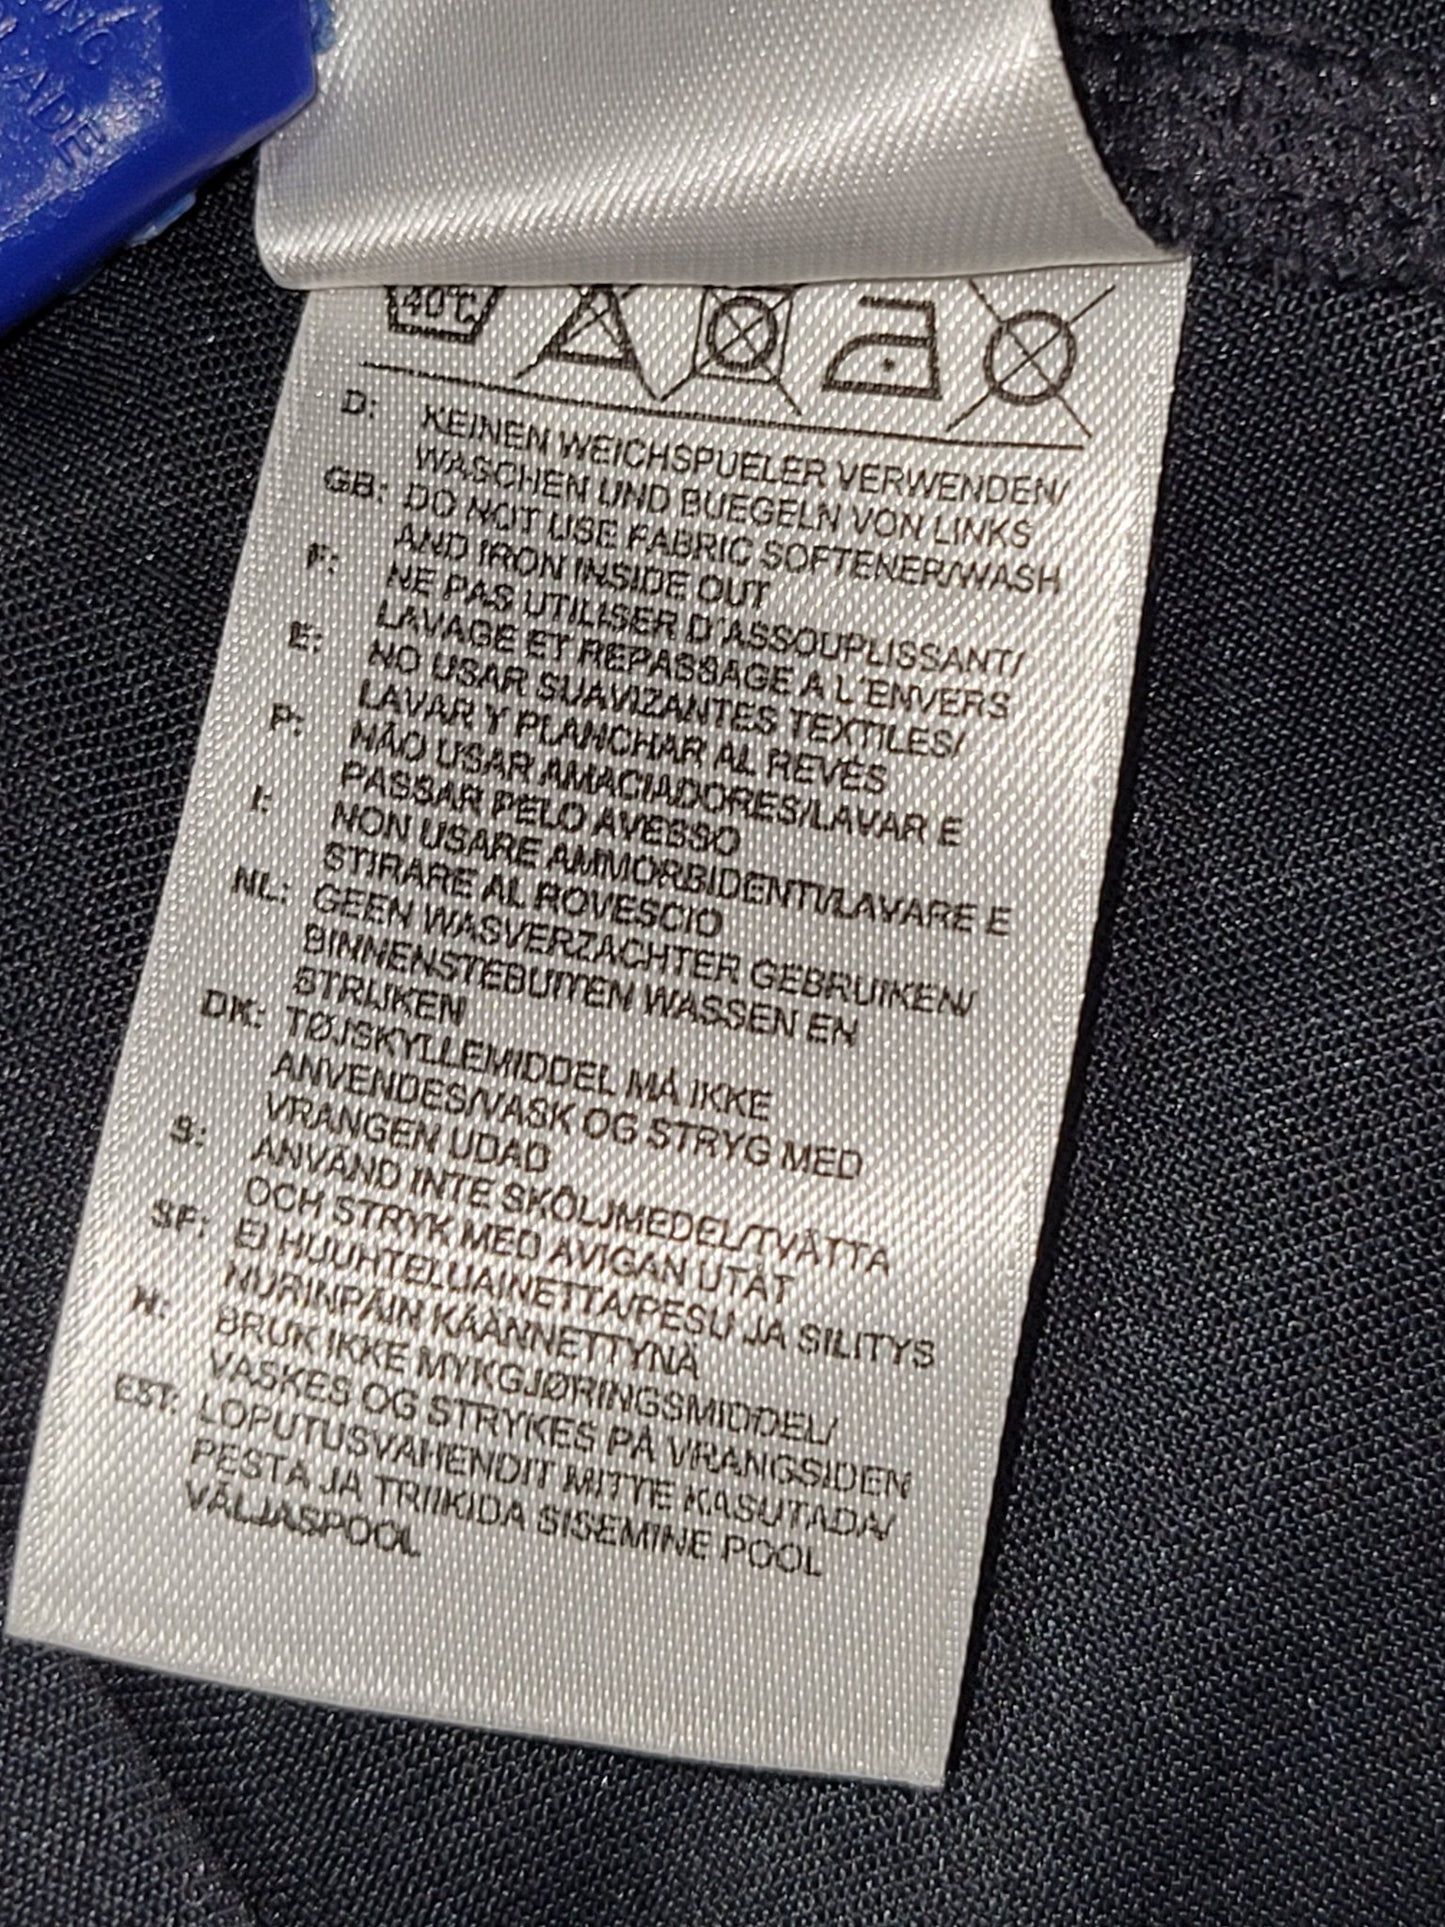 ADE
40°C
D: KEINEN WEICHSPUELER VERWENDEN/
WASCHEN UND BUEGELN VON LINKS
GB: DO NOT USE FABRIC SOFTENER/WASH
AND IRON INSIDE OUT
F: NE PAS UTILISER D'ASSOUPLISSANT/
LAVAGE ET REPASSAGE A L'ENVERS
E: NO USAR SUAVIZANTES TEXTILES/
LAVAR Y PLANCHAR AL REVÉS
P: NÃO USAR AMACIADORES/LAVAR E
PASSAR PELO AVESSO
I: NON USARE AMMORBIDENTI/LAVARE E
STIRARE AL ROVESCIO
NL: GEEN WASVERZACHTER GEBRUIKEN/
BINNENSTEBUITEN WASSEN EN
STRIJKEN
DK: TØJSKYLLEMIDDEL MÅ IKKE
ANVENDES/VASK OG STRYG MED
VRANGEN UDAD
S: ANVÄND INTE SKÖLJMEDEL/TVÄTTA
OCH STRYK MED AVIGAN UTÅT
SF: EI HUUHTELUAINETTA/PESU JA SILITYS
NURINPÄIN KÄÄNNETTYNÄ
N: BRUK IKKE MYKGJØRINGSMIDDEL/
VASKES OG STRYKES PÅ VRANGSIDEN
EST: LOPUTUSVAHENDIT MITTE KASUTADA/
PESTA JA TRIIKIDA SISEMINE POOL
VÄLJASPOOL